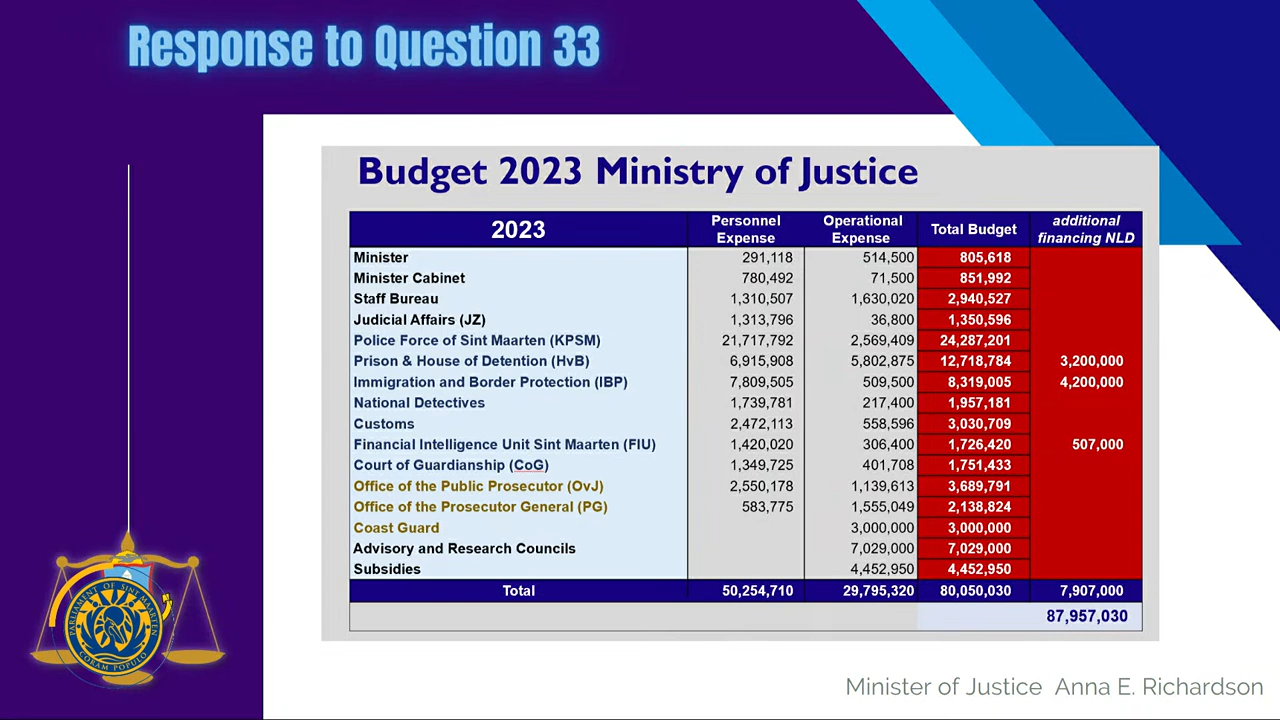 Response to Question 33
Budget 2023 Ministry of Justice
2023 Personnel Expense Operational Expense Total Budget additional financing NLD
Minister 291,118 514,500 805,618
Minister Cabinet 780,492 71,500 851,992
Staff Bureau 1,310,507 1,630,020 2,940,527
Judicial Affairs (JZ) 1,313,796 36,800 1,350,596
Police Force of Sint Maarten (KPSM) 21,717,792 2,569,409 24,287,201
Prison & House of Detention (HvB) 6,915,908 5,802,875 12,718,784 3,200,000
Immigration and Border Protection (IBP) 7,809,505 509,500 8,319,005 4,200,000
National Detectives 1,739,781 217,400 1,957,181
Customs 2,472,113 558,596 3,030,709
Financial Intelligence Unit Sint Maarten (FIU) 1,420,020 306,400 1,726,420 507,000
Court of Guardianship (CoG) 1,349,725 401,708 1,751,433
Office of the Public Prosecutor (OvJ) 2,550,178 1,139,613 3,689,791
Office of the Prosecutor General (PG) 583,775 1,555,049 2,138,824
Coast Guard 3,000,000 3,000,000
Advisory and Research Councils 7,029,000 7,029,000
Subsidies 4,452,950 4,452,950
Total 50,254,710 29,795,320 80,050,030 7,907,000
87,957,030
PARLIAMENT OF SINT MAARTEN
CORAM POPULO
Minister of Justice Anna E. Richardson